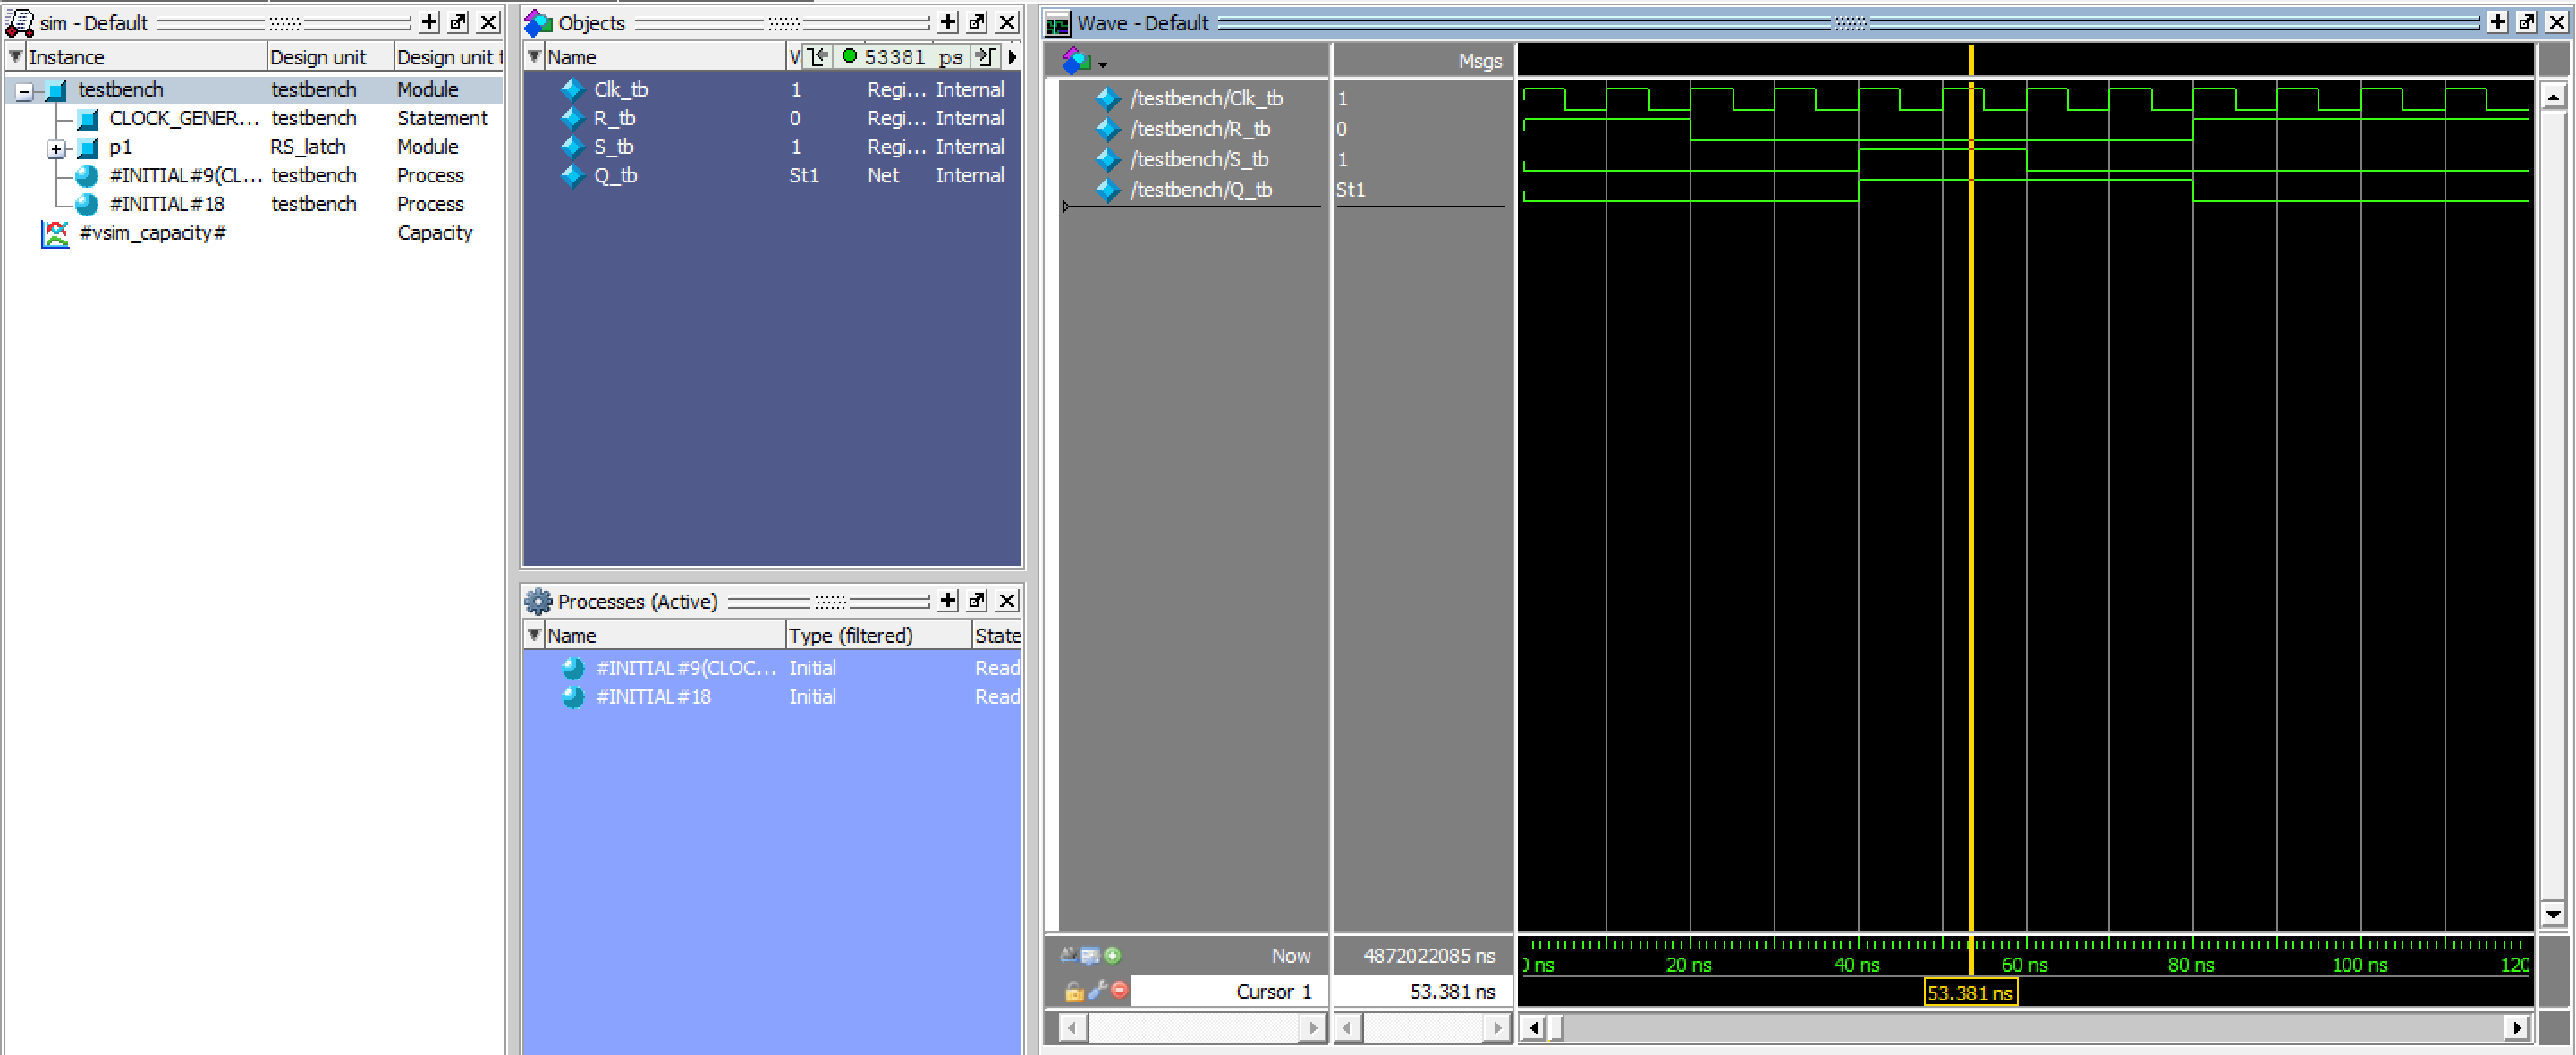 sim - Default
Instance Design unit Design unit t
testbench testbench Module
CLOCK_GENER... testbench Statement
p1 RS_latch Module
#INITIAL#9(CL... testbench Process
#INITIAL#18 testbench Process
#vsim_capacity# Capacity
Objects
Name V 53381 ps
Clk_tb 1 Regi... Internal
R_tb 0 Regi... Internal
S_tb 1 Regi... Internal
Q_tb St1 Net Internal
Processes (Active)
Name Type (filtered) State
#INITIAL#9(CLOC... Initial Read
#INITIAL#18 Initial Read
Wave - Default
Msgs
/testbench/Clk_tb 1
/testbench/R_tb 0
/testbench/S_tb 1
/testbench/Q_tb St1
Now 4872022085 ns
Cursor 1 53.381 ns
0 ns 20 ns 40 ns 60 ns 80 ns 100 ns 120
53.381 ns